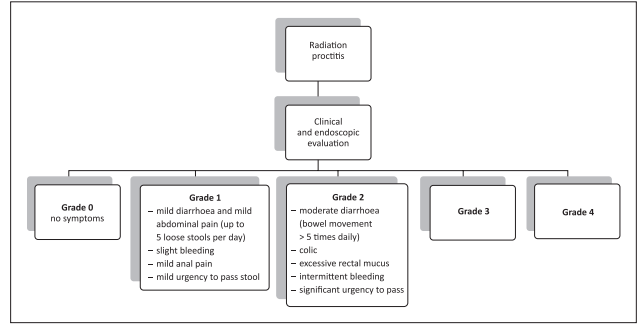 Radiation
proctitis
Clinical
and endoscopic
evaluation
Grade 0
no symptoms
Grade 1
– mild diarrhoea and mild
abdominal pain (up to
5 loose stools per day)
– slight bleeding
– mild anal pain
– mild urgency to pass stool
Grade 2
– moderate diarrhoea
(bowel movement
> 5 times daily)
– colic
– excessive rectal mucus
– intermittent bleeding
– significant urgency to pass
Grade 3
Grade 4